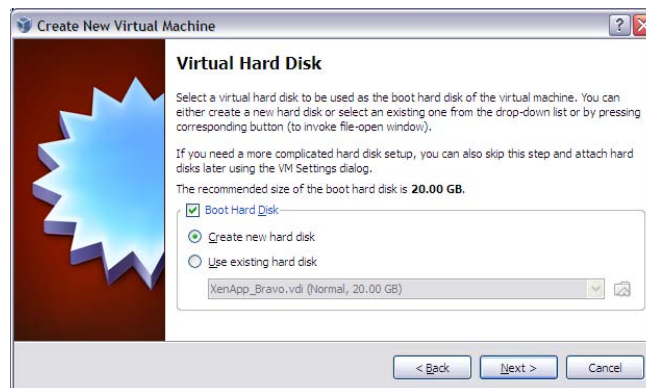 Create New Virtual Machine
Virtual Hard Disk
Select a virtual hard disk to be used as the boot hard disk of the virtual machine. You can
either create a new hard disk or select an existing one from the drop-down list or by pressing
corresponding button (to invoke file-open window).
If you need a more complicated hard disk setup, you can also skip this step and attach hard
disks later using the VM Settings dialog.
The recommended size of the boot hard disk is 20.00 GB.
Boot Hard Disk
Create new hard disk
Use existing hard disk
XenApp_Bravo.vdi (Normal, 20.00 GB)
< Back Next > Cancel